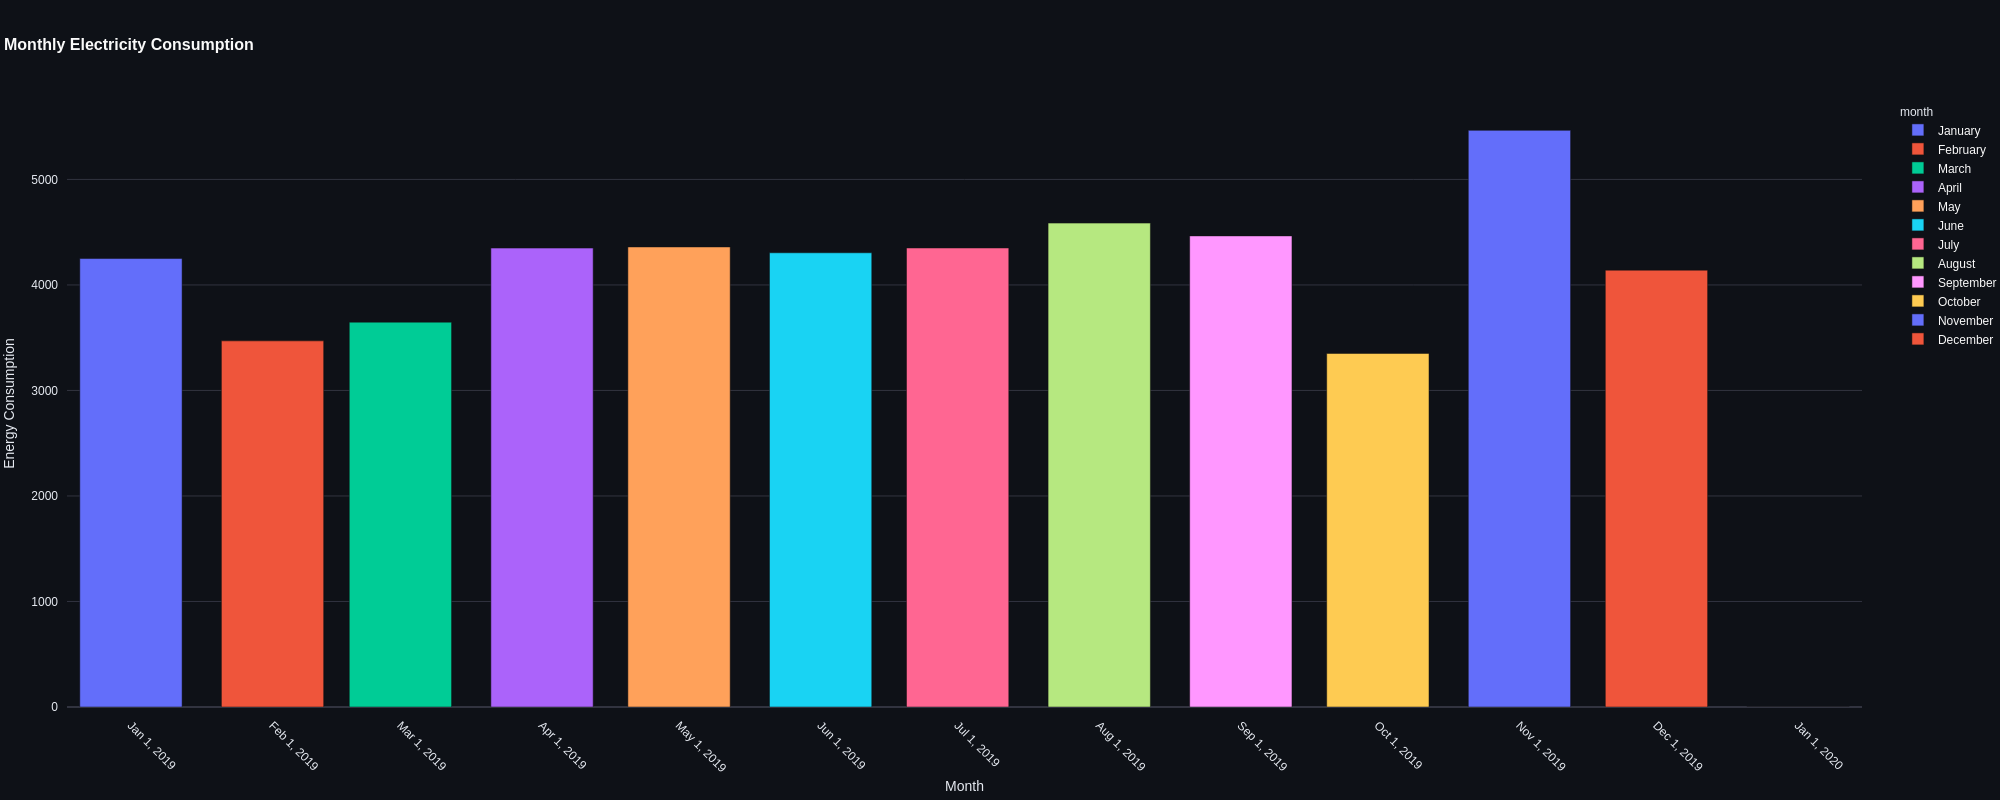 Monthly Electricity Consumption
month
January
February
March
April
May
June
July
August
September
October
November
December
5000
4000
3000
2000
1000
0
Energy Consumption
Jan 1, 2019
Feb 1, 2019
Mar 1, 2019
Apr 1, 2019
May 1, 2019
Jun 1, 2019
Jul 1, 2019
Aug 1, 2019
Sep 1, 2019
Oct 1, 2019
Nov 1, 2019
Dec 1, 2019
Jan 1, 2020
Month